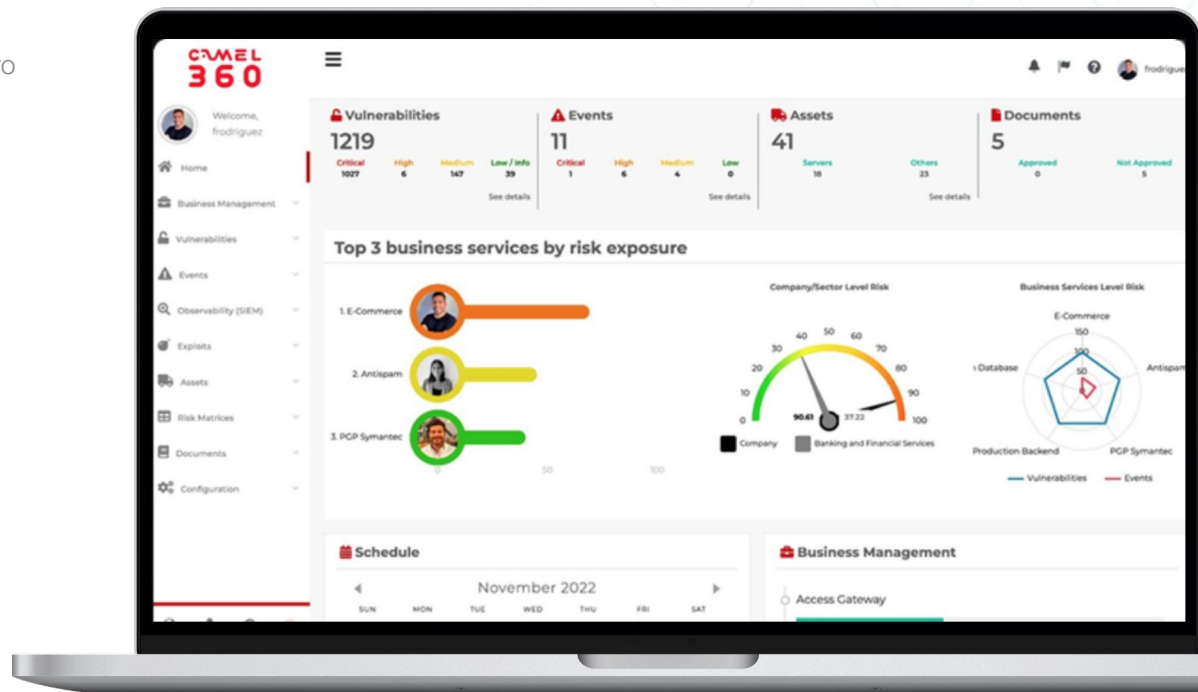 CAMEL
360
Welcome,
frodriguez
Home
Business Management
Vulnerabilities
Events
Observability (SIEM)
Exploits
Assets
Risk Matrices
Documents
Configuration
frodriguez
Vulnerabilities
1219
Critical High Medium Low / Info
1027 6 147 39
See details
Events
11
Critical High Medium Low
1 6 4 0
See details
Assets
41
Servers Others
18 23
See details
Documents
5
Approved Not Approved
0 5
Top 3 business services by risk exposure
1. E-Commerce
2. Antispam
3. PGP Symantec
0 50 100
Company/Sector Level Risk
0 10 20 30 40 50 60 70 80 90 100
90.61 37.22
Company Banking and Financial Services
Business Services Level Risk
E-Commerce
150
100
50
0
Database Antispam
Production Backend PGP Symantec
Vulnerabilities Events
Schedule
November 2022
SUN MON TUE WED THU FRI SAT
Business Management
Access Gateway